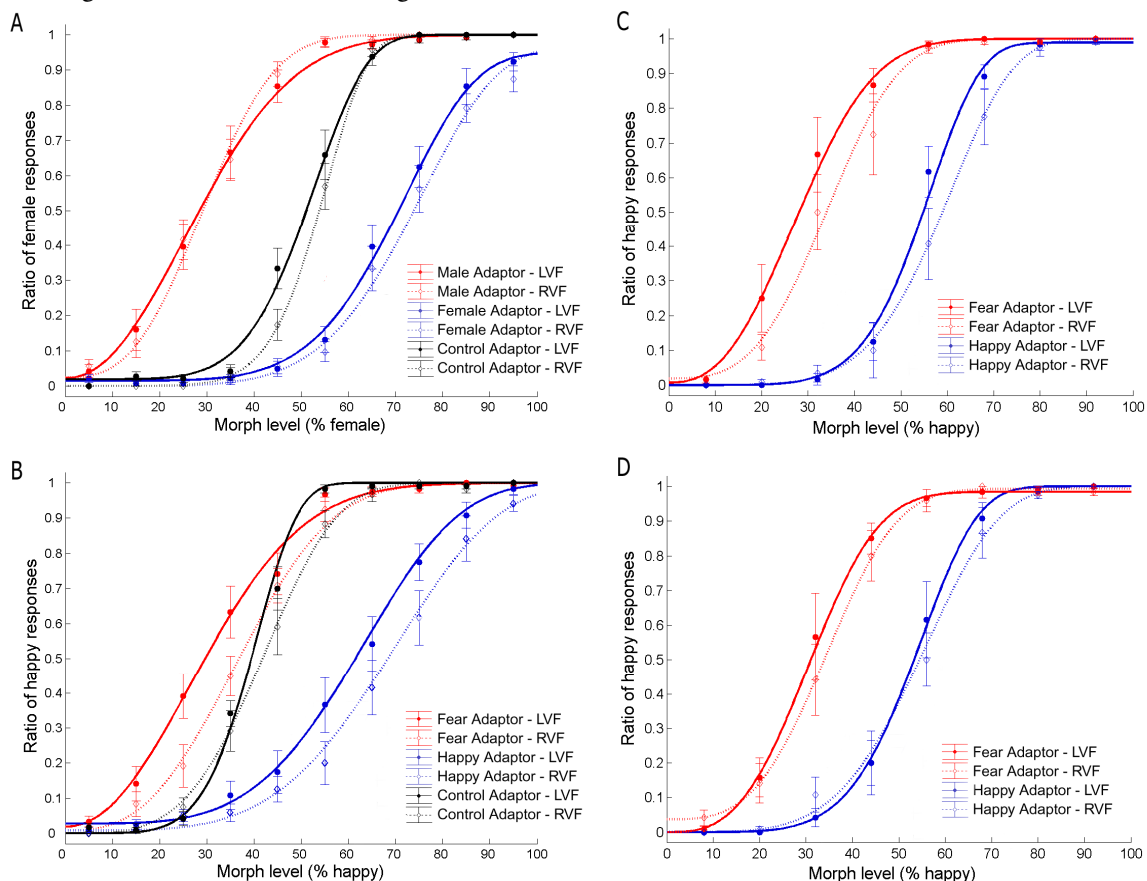 A
Ratio of female responses
1
0.9
0.8
0.7
0.6
0.5
0.4
0.3
0.2
0.1
0
Male Adaptor - LVF
Male Adaptor - RVF
Female Adaptor - LVF
Female Adaptor - RVF
Control Adaptor - LVF
Control Adaptor - RVF
0 10 20 30 40 50 60 70 80 90 100
Morph level (% female)
C
Ratio of happy responses
1
0.9
0.8
0.7
0.6
0.5
0.4
0.3
0.2
0.1
0
Fear Adaptor - LVF
Fear Adaptor - RVF
Happy Adaptor - LVF
Happy Adaptor - RVF
0 10 20 30 40 50 60 70 80 90 100
Morph level (% happy)
B
Ratio of happy responses
1
0.9
0.8
0.7
0.6
0.5
0.4
0.3
0.2
0.1
0
Fear Adaptor - LVF
Fear Adaptor - RVF
Happy Adaptor - LVF
Happy Adaptor - RVF
Control Adaptor - LVF
Control Adaptor - RVF
0 10 20 30 40 50 60 70 80 90 100
Morph level (% happy)
D
Ratio of happy responses
1
0.9
0.8
0.7
0.6
0.5
0.4
0.3
0.2
0.1
0
Fear Adaptor - LVF
Fear Adaptor - RVF
Happy Adaptor - LVF
Happy Adaptor - RVF
0 10 20 30 40 50 60 70 80 90 100
Morph level (% happy)